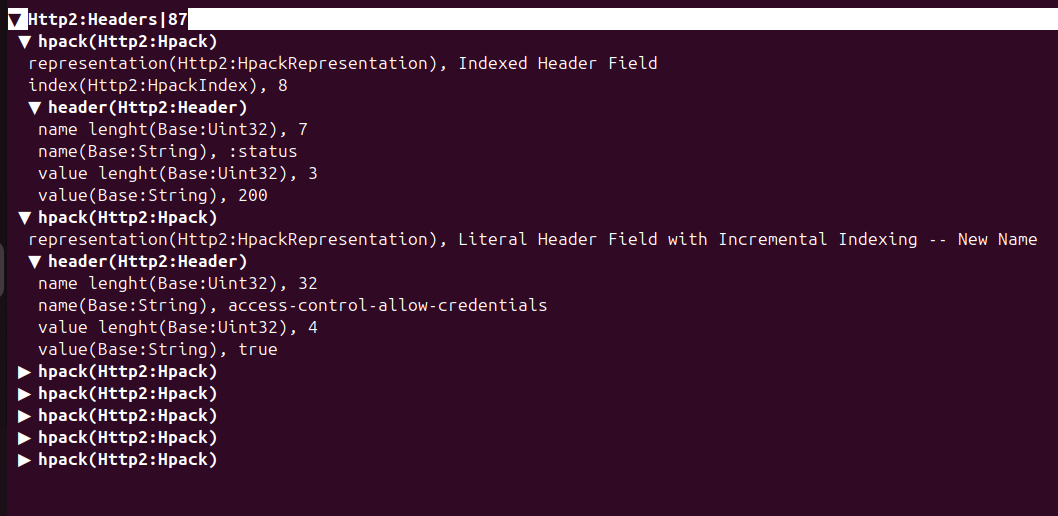 ▼ Http2:Headers|87
▼ hpack(Http2:Hpack)
representation(Http2:HpackRepresentation), Indexed Header Field
index(Http2:HpackIndex), 8
▼ header(Http2:Header)
name lenght(Base:Uint32), 7
name(Base:String), :status
value lenght(Base:Uint32), 3
value(Base:String), 200
▼ hpack(Http2:Hpack)
representation(Http2:HpackRepresentation), Literal Header Field with Incremental Indexing -- New Name
▼ header(Http2:Header)
name lenght(Base:Uint32), 32
name(Base:String), access-control-allow-credentials
value lenght(Base:Uint32), 4
value(Base:String), true
▶ hpack(Http2:Hpack)
▶ hpack(Http2:Hpack)
▶ hpack(Http2:Hpack)
▶ hpack(Http2:Hpack)
▶ hpack(Http2:Hpack)